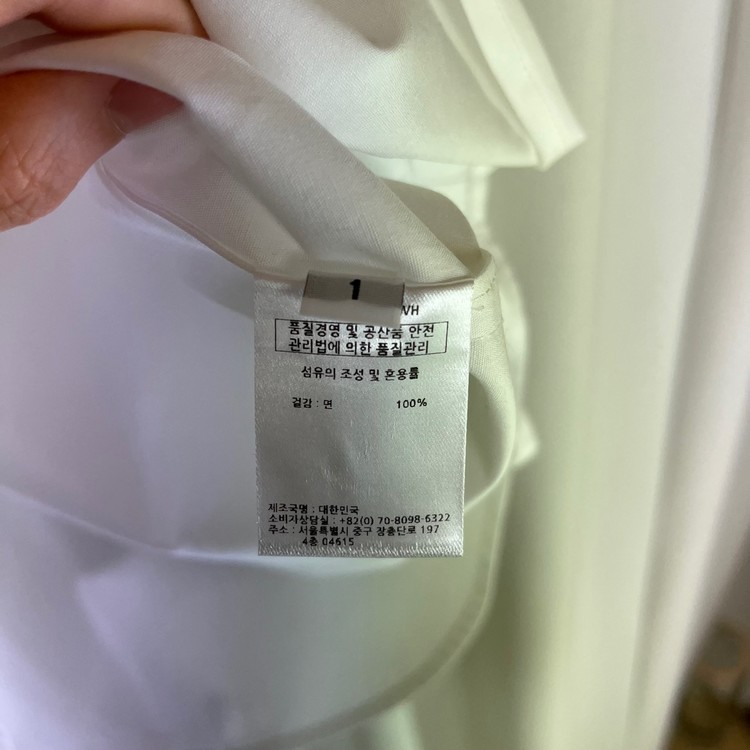 1
WH
품질경영 및 공산품 안전
관리법에 의한 품질관리
섬유의 조성 및 혼용률
겉감 : 면 100%
제조국명 : 대한민국
소비자상담실 : +82(0) 70-8098-6322
주소 : 서울특별시 중구 장충단로 197
4층 04615